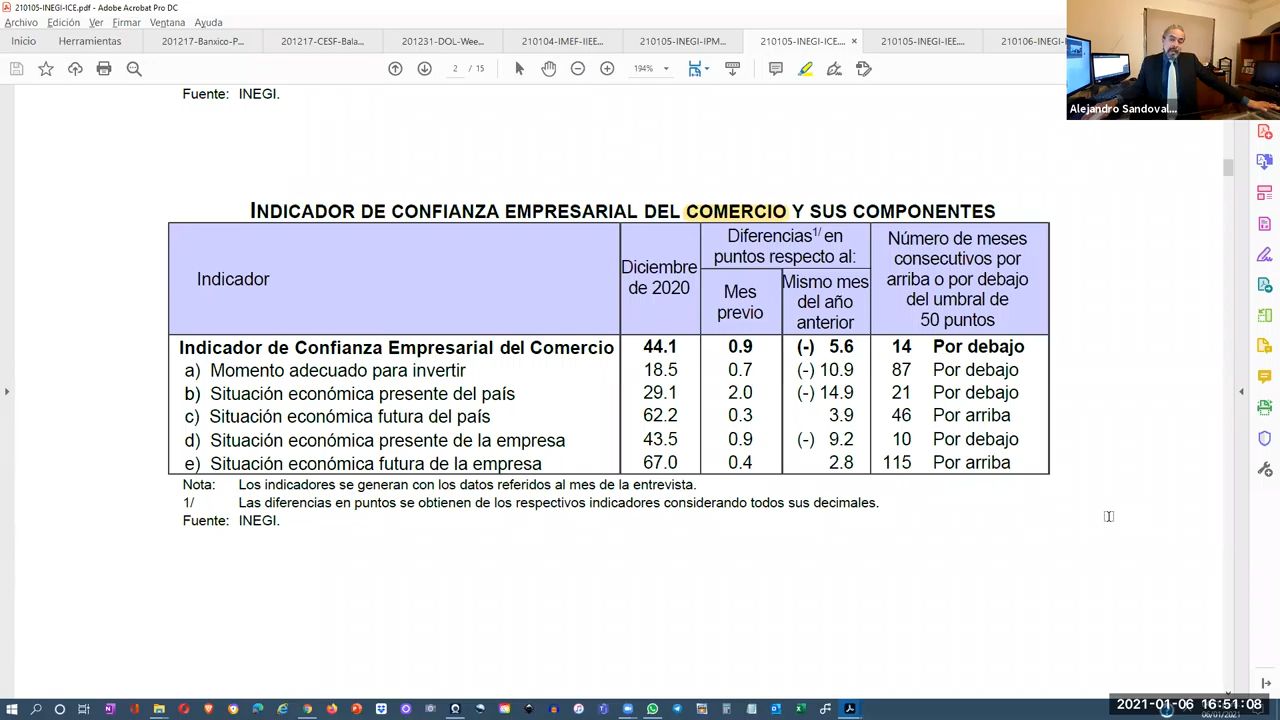 210105-INEGI-ICE.pdf - Adobe Acrobat Pro DC
Archivo Edición Ver Firmar Ventana Ayuda
Inicio Herramientas 201217-Banxico-P... 201217-CESF-Bala... 201231-DOL-Wee... 210104-IMEF-IIEE... 210105-INEGI-IPM... 210105-INEGI-ICE.... × 210105-INEGI-IEE.... 210106-INEGI-
2 / 15 194%
Alejandro Sandoval...
Fuente: INEGI.
INDICADOR DE CONFIANZA EMPRESARIAL DEL COMERCIO Y SUS COMPONENTES
Indicador
Diciembre
de 2020
Diferencias1/ en
puntos respecto al:
Mes
previo
Mismo mes
del año
anterior
Número de meses
consecutivos por
arriba o por debajo
del umbral de
50 puntos
Indicador de Confianza Empresarial del Comercio 44.1 0.9 (-) 5.6 14 Por debajo
a) Momento adecuado para invertir 18.5 0.7 (-) 10.9 87 Por debajo
b) Situación económica presente del país 29.1 2.0 (-) 14.9 21 Por debajo
c) Situación económica futura del país 62.2 0.3 3.9 46 Por arriba
d) Situación económica presente de la empresa 43.5 0.9 (-) 9.2 10 Por debajo
e) Situación económica futura de la empresa 67.0 0.4 2.8 115 Por arriba
Nota: Los indicadores se generan con los datos referidos al mes de la entrevista.
1/ Las diferencias en puntos se obtienen de los respectivos indicadores considerando todos sus decimales.
Fuente: INEGI.
2021-01-06 16:51:08
06/01/2021